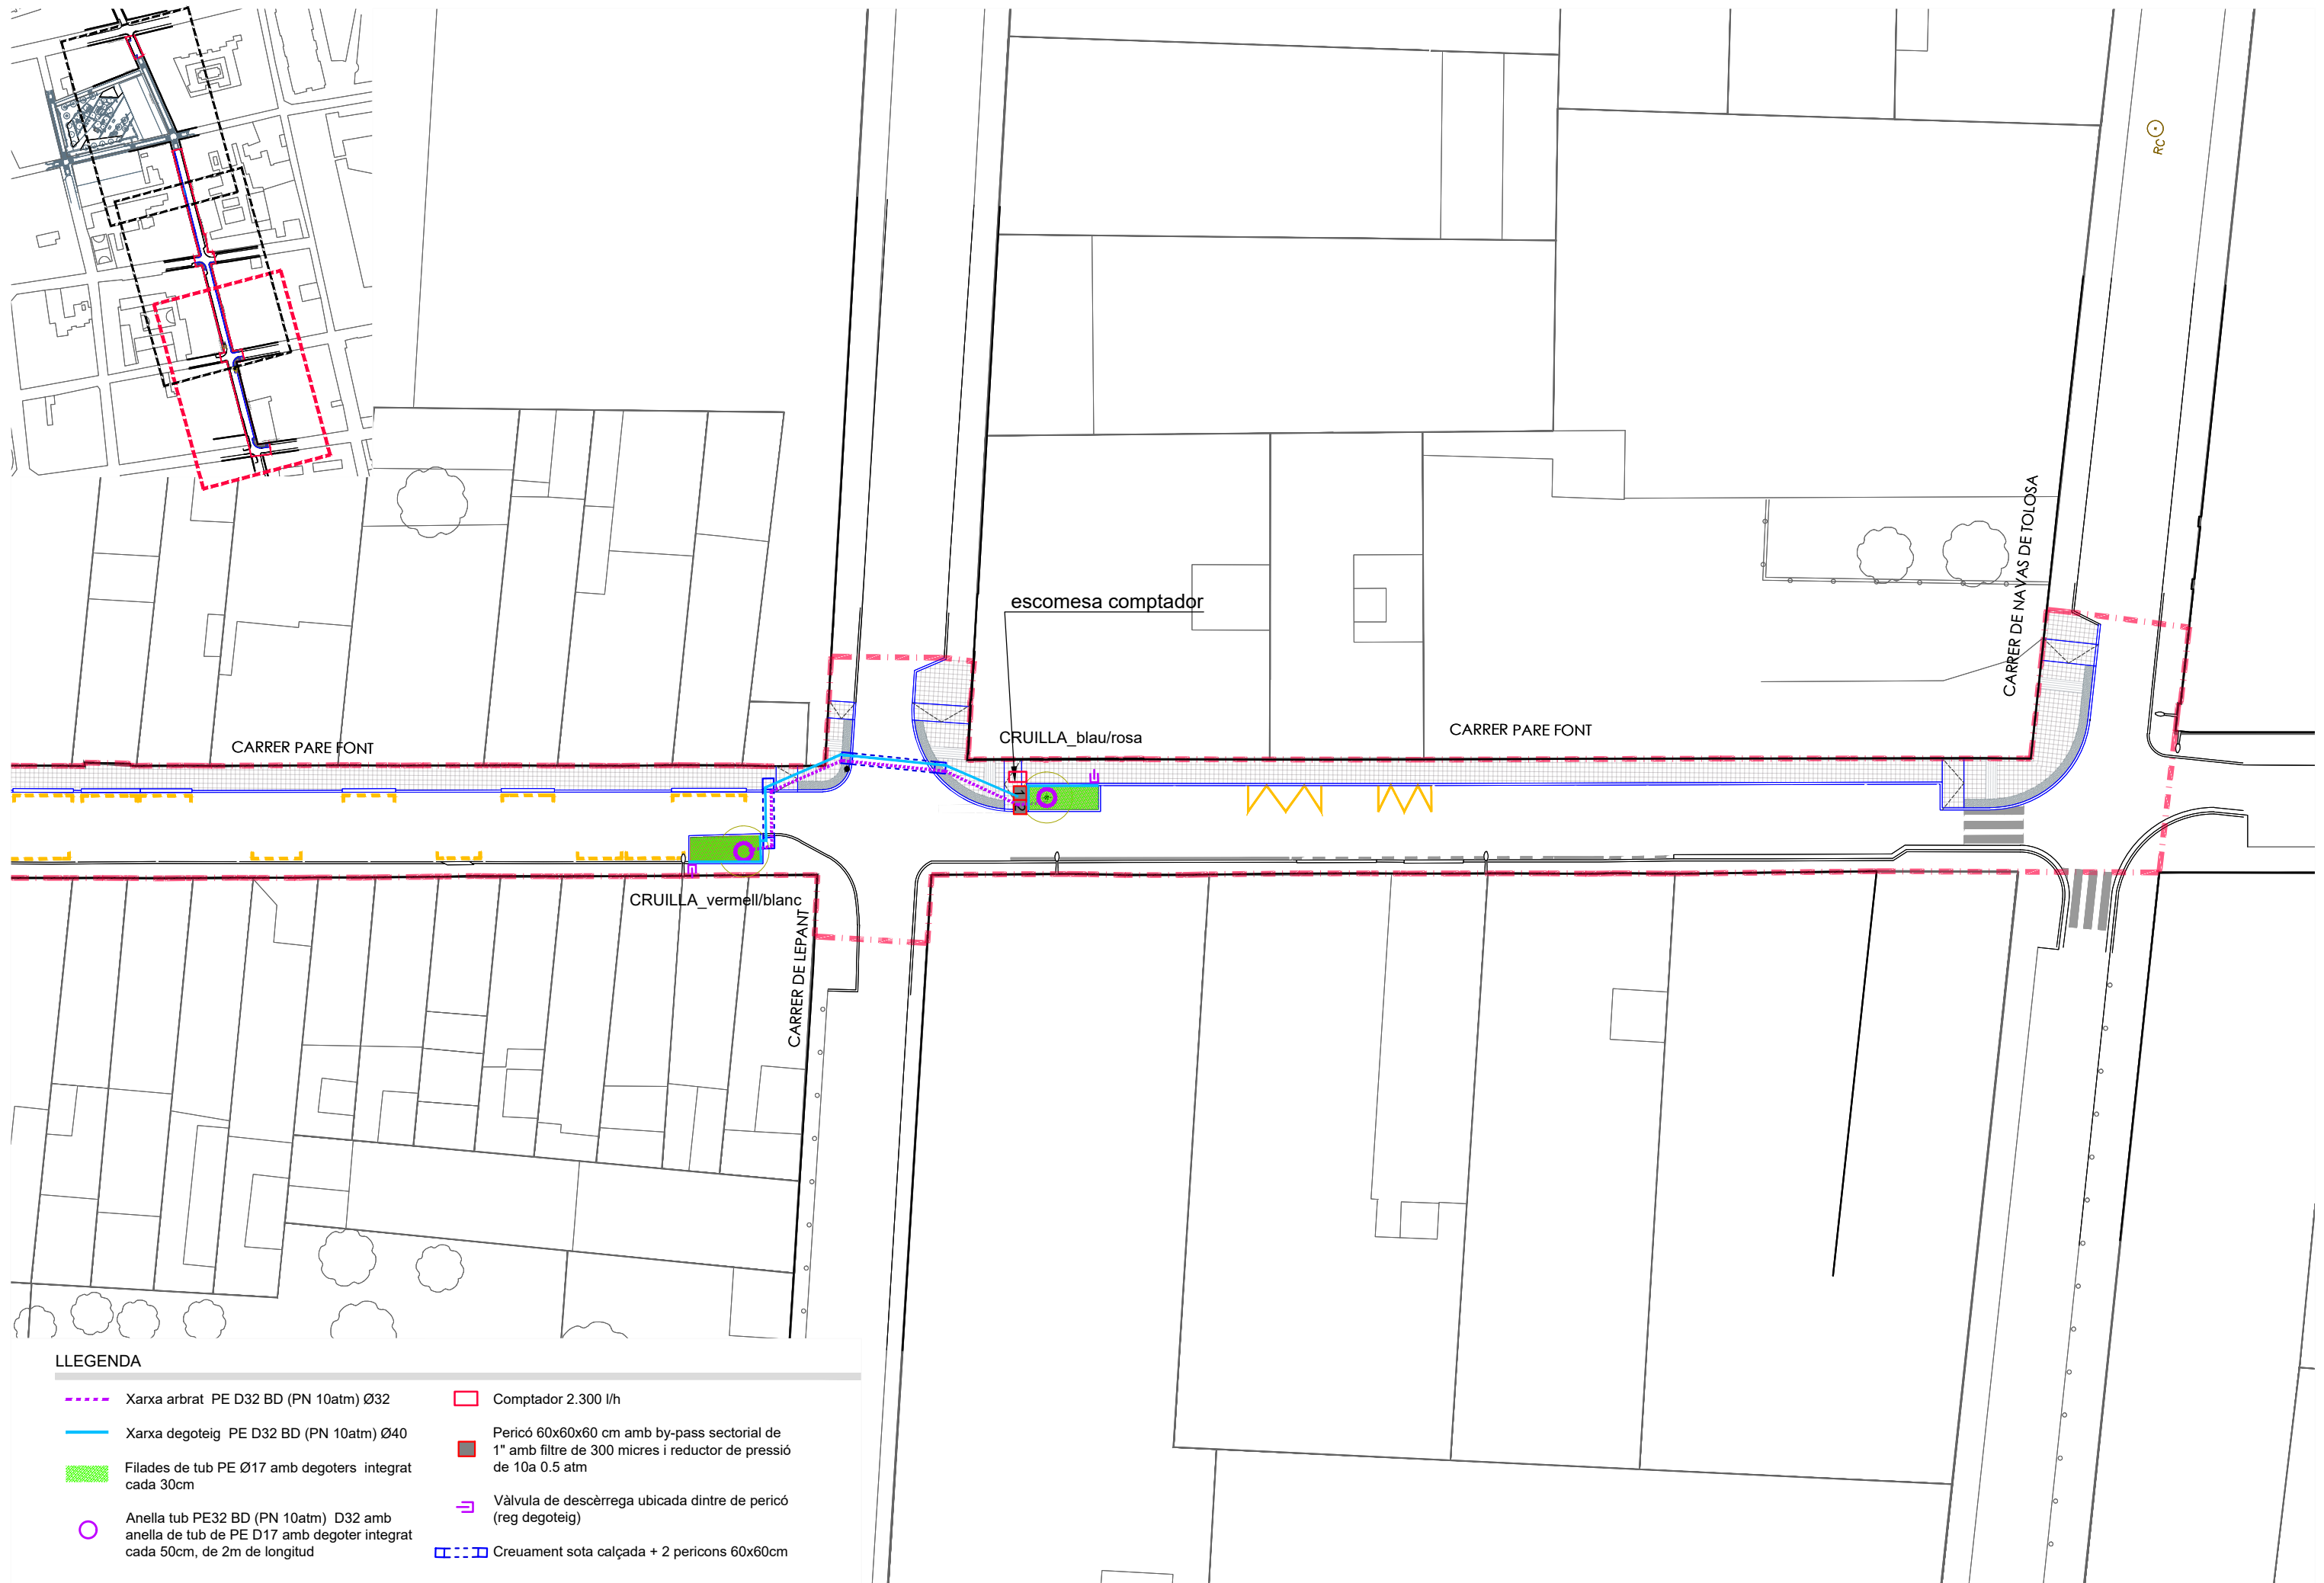 RC
CARRER DE NAVAS DE TOLOSA
escomesa comptador
CARRER PARE FONT
CRUILLA_blau/rosa
CARRER PARE FONT
1
2
CRUILLA_vermell/blanc
CARRER DE LEPANT
LLEGENDA
Xarxa arbrat PE D32 BD (PN 10atm) Ø32
Xarxa degoteig PE D32 BD (PN 10atm) Ø40
Filades de tub PE Ø17 amb degoters integrat
cada 30cm
Anella tub PE32 BD (PN 10atm) D32 amb
anella de tub de PE D17 amb degoter integrat
cada 50cm, de 2m de longitud
Comptador 2.300 l/h
Pericó 60x60x60 cm amb by-pass sectorial de
1" amb filtre de 300 micres i reductor de pressió
de 10a 0.5 atm
Vàlvula de descèrrega ubicada dintre de pericó
(reg degoteig)
Creuament sota calçada + 2 pericons 60x60cm